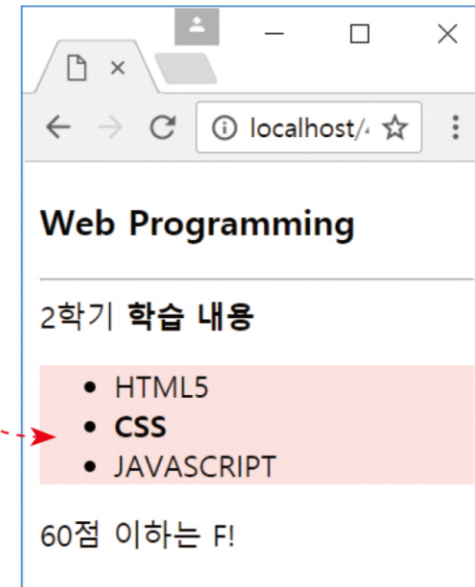 localhost/
Web Programming
2학기 학습 내용
• HTML5
• CSS
• JAVASCRIPT
60점 이하는 F!